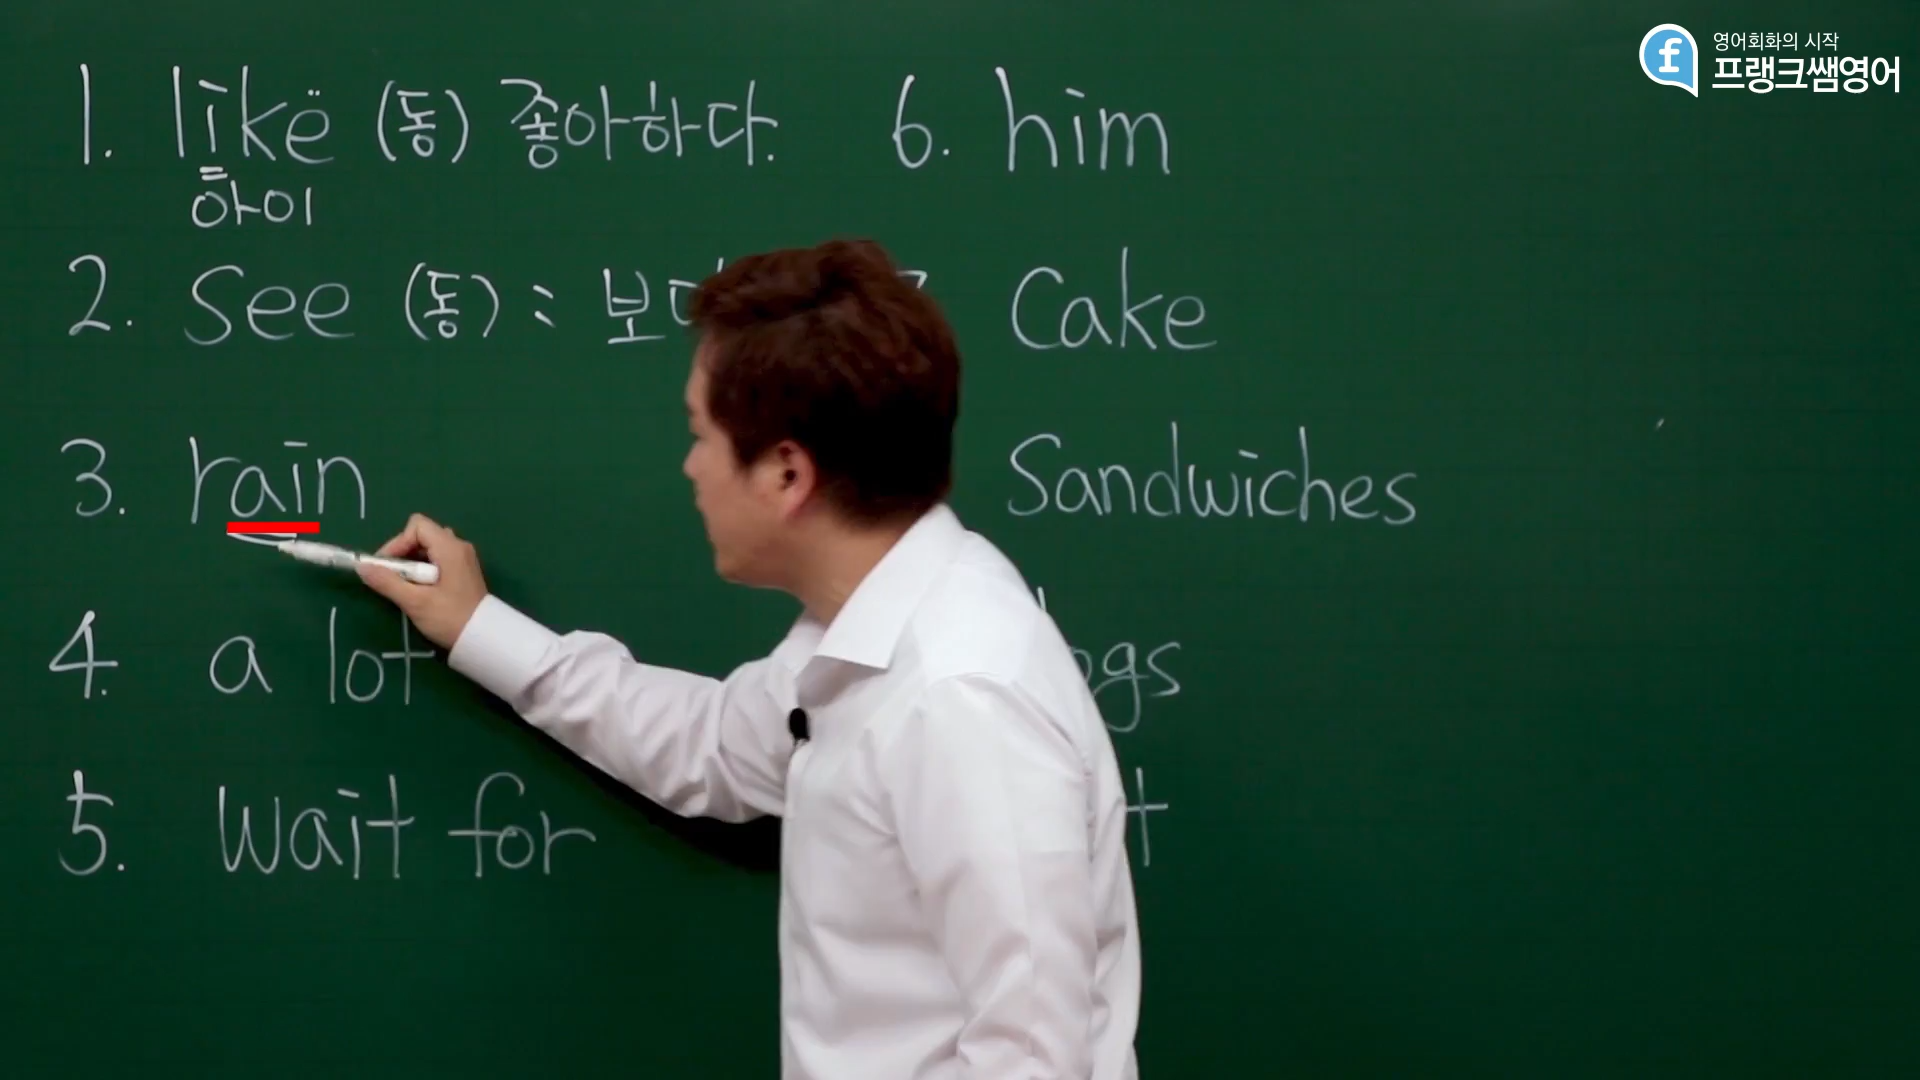 1. like (동) 좋아하다.
아이
2. see (동) : 보
3. rain
4. a lot
5. wait for
6. him
Cake
Sandwiches
영어회화의 시작
프랭크쌤영어